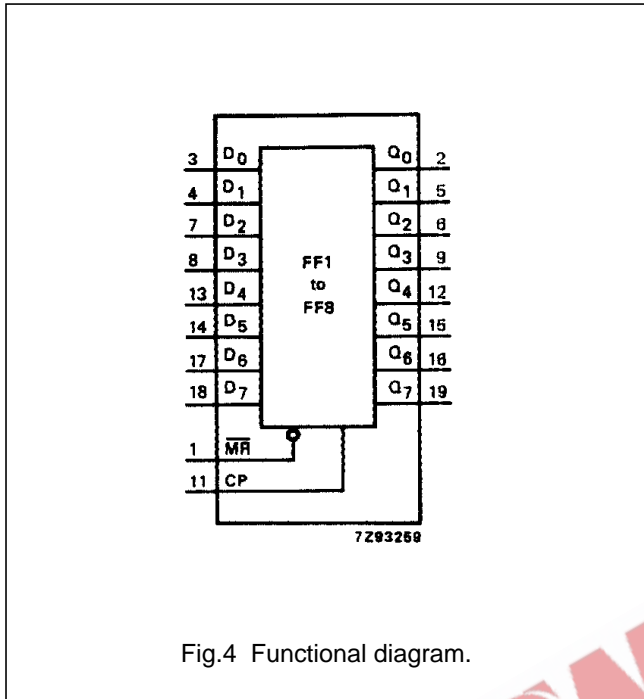 3 D0 Q0 2
4 D1 Q1 5
7 D2 Q2 6
8 D3 Q3 9
FF1
to
FF8
13 D4 Q4 12
14 D5 Q5 15
17 D6 Q6 16
18 D7 Q7 19
1 MR
11 CP
7Z93259
Fig.4 Functional diagram.